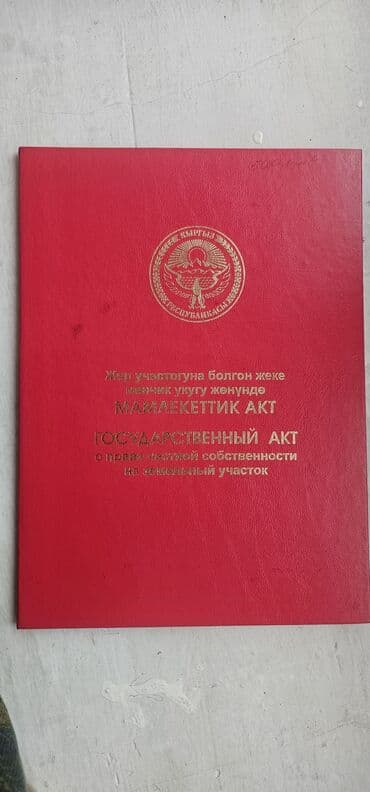 КЫРГЫЗ
РЕСПУБЛИКАСЫ
Жер участогуна болгон жеке
менчик укугу жөнүндө
МАМЛЕКЕТТИК АКТ
ГОСУДАРСТВЕННЫЙ АКТ
о праве частной собственности
на земельный участок